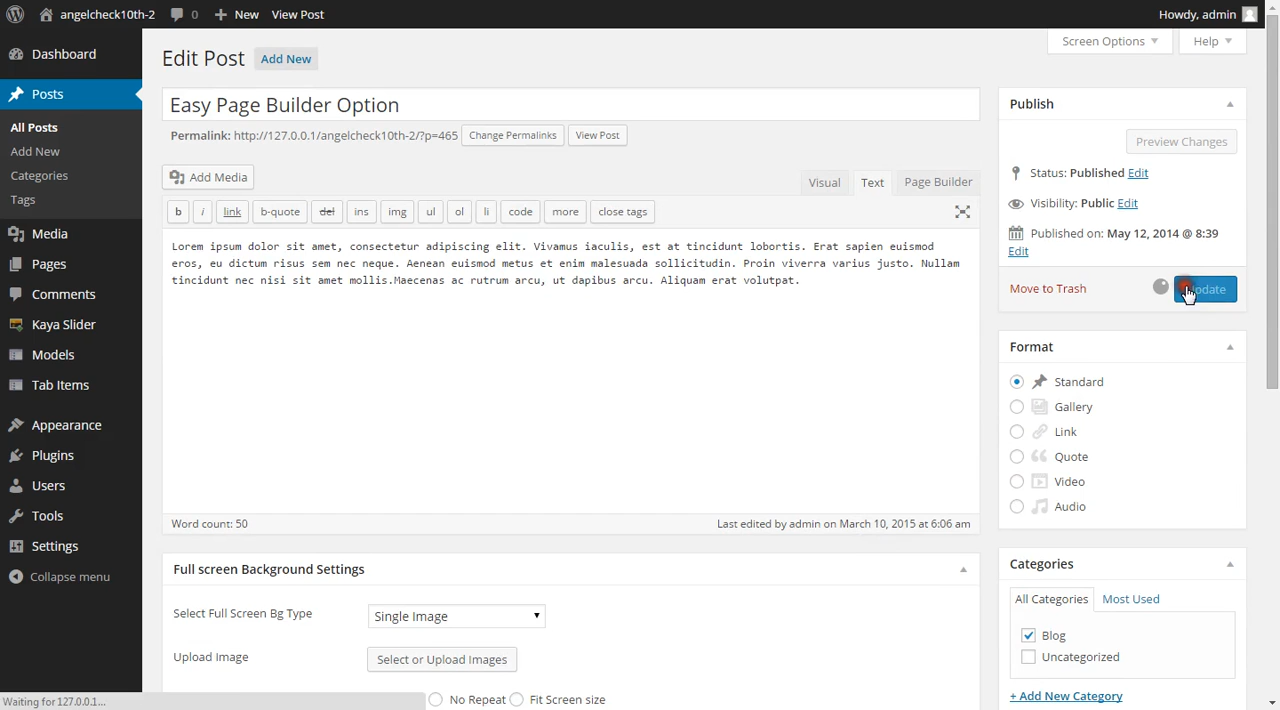 angelcheck10th-2 0 New View Post Howdy, admin
Dashboard
Posts
All Posts
Add New
Categories
Tags
Media
Pages
Comments
Kaya Slider
Models
Tab Items
Appearance
Plugins
Users
Tools
Settings
Collapse menu
Screen Options Help
Edit Post Add New
Easy Page Builder Option
Permalink: http://127.0.0.1/angelcheck10th-2/?p=465 Change Permalinks View Post
Add Media Visual Text Page Builder
b i link b-quote del ins img ul ol li code more close tags
Lorem ipsum dolor sit amet, consectetur adipiscing elit. Vivamus iaculis, est at tincidunt lobortis. Erat sapien euismod
eros, eu dictum risus sem nec neque. Aenean euismod metus et enim malesuada sollicitudin. Proin viverra varius justo. Nullam
tincidunt nec nisi sit amet mollis.Maecenas ac rutrum arcu, ut dapibus arcu. Aliquam erat volutpat.
Word count: 50 Last edited by admin on March 10, 2015 at 6:06 am
Full screen Background Settings
Select Full Screen Bg Type Single Image
Upload Image Select or Upload Images
No Repeat Fit Screen size
Publish
Preview Changes
Status: Published Edit
Visibility: Public Edit
Published on: May 12, 2014 @ 8:39
Edit
Move to Trash
Format
Standard
Gallery
Link
Quote
Video
Audio
Categories
All Categories Most Used
Blog
Uncategorized
+ Add New Category
Waiting for 127.0.0.1...